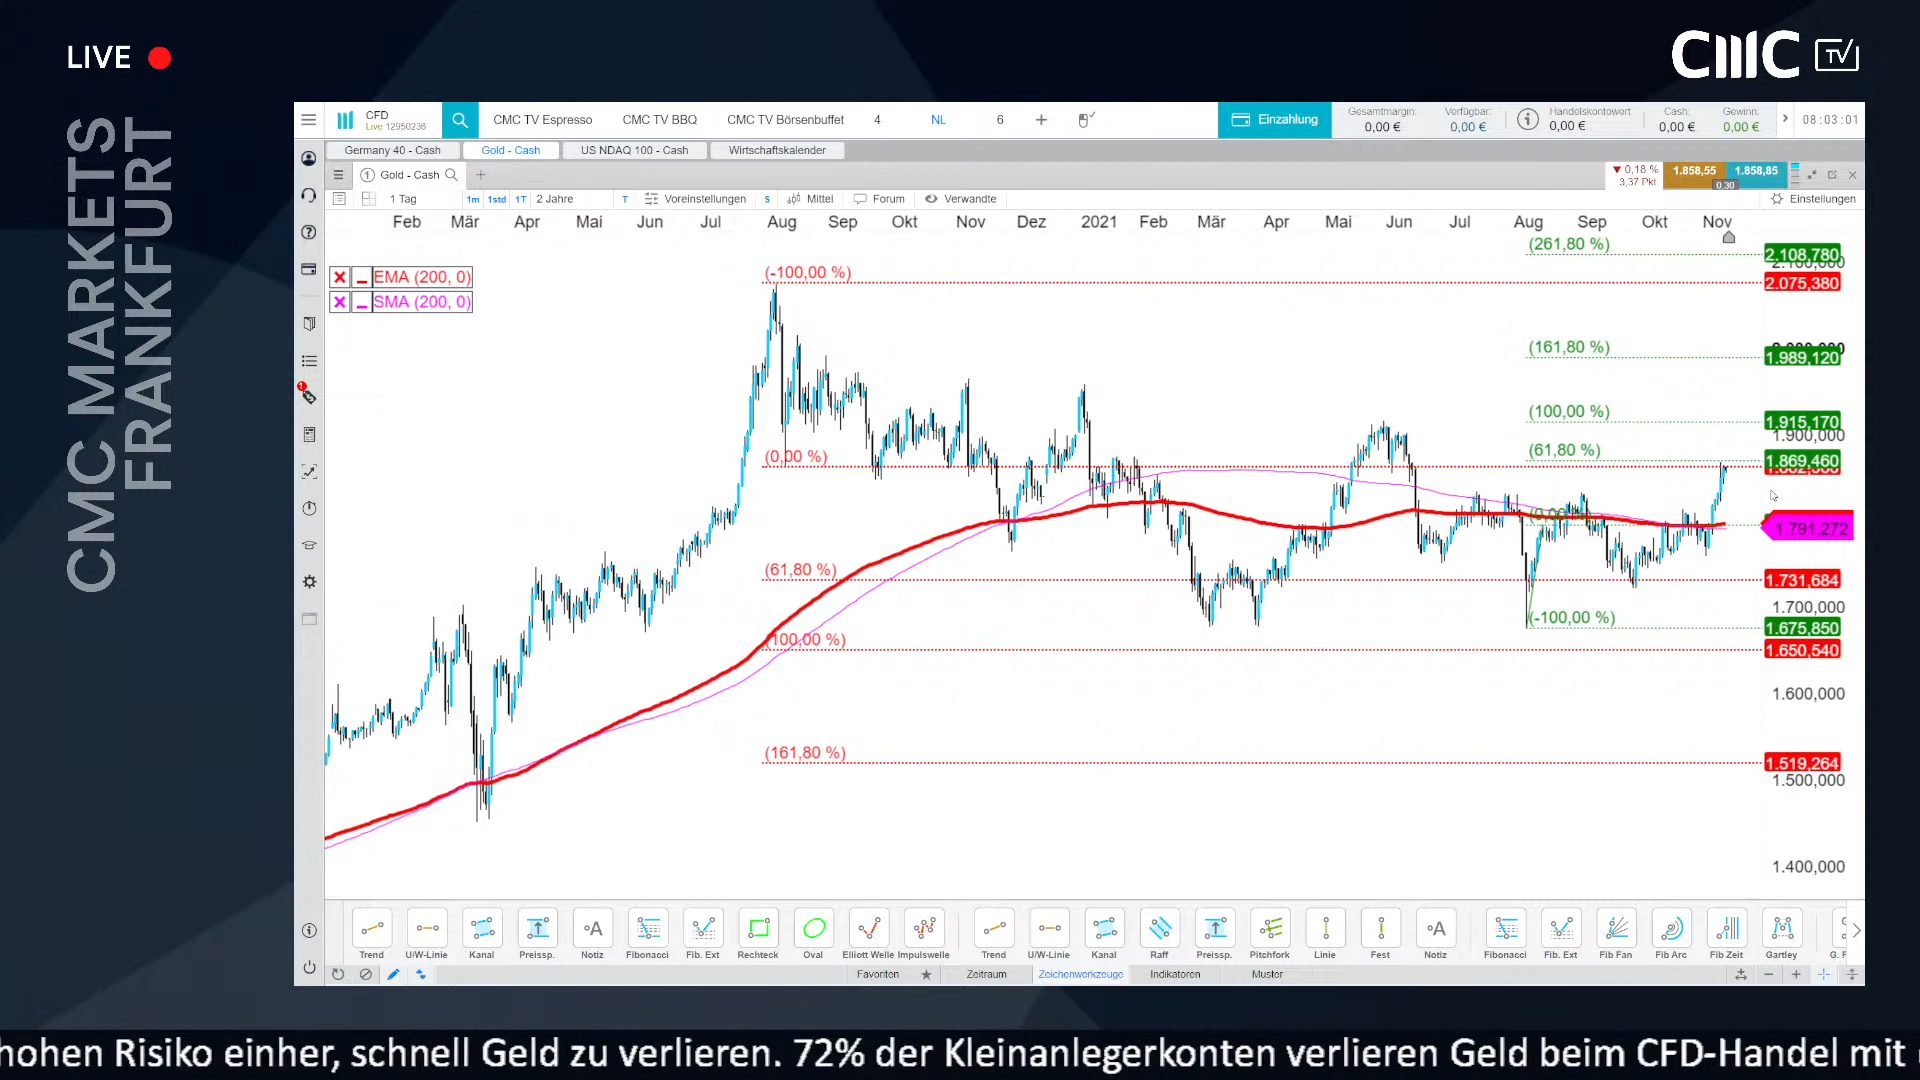 LIVE
CMC TV
CMC MARKETS
FRANKFURT
CFD
Live 12950236
CMC TV Espresso
CMC TV BBQ
CMC TV Börsenbuffet
4
NL
6
Einzahlung
Gesamtmargin:
0,00 €
Verfügbar:
0,00 €
Handelskontowert
0,00 €
Cash:
0,00 €
Gewinn:
0,00 €
08:03:01
Germany 40 - Cash
Gold - Cash
US NDAQ 100 - Cash
Wirtschaftskalender
1 Gold - Cash
0,18 %
3,37 Pkt
1.858,55
1.858,85
0,30
1 Tag
1m
1std
1T
2 Jahre
T
Voreinstellungen
S
Mittel
Forum
Verwandte
Einstellungen
Feb Mär Apr Mai Jun Jul Aug Sep Okt Nov Dez 2021 Feb Mär Apr Mai Jun Jul Aug Sep Okt Nov
EMA (200, 0)
SMA (200, 0)
(261,80 %)
2.108,780
(-100,00 %)
2.075,380
(161,80 %)
1.989,120
(100,00 %)
1.915,170
1.900,000
(0,00 %)
(61,80 %)
1.869,460
(0,00 %)
1.791,272
(61,80 %)
1.731,684
1.700,000
(-100,00 %)
1.675,850
(100,00 %)
1.650,540
1.600,000
(161,80 %)
1.519,264
1.500,000
1.400,000
1
Trend
U/W-Linie
Kanal
Preissp.
Notiz
Fibonacci
Fib. Ext
Rechteck
Oval
Elliott Welle
Impulswelle
Trend
U/W-Linie
Kanal
Raff
Preissp.
Pitchfork
Linie
Fest
Notiz
Fibonacci
Fib. Ext
Fib Fan
Fib Arc
Fib Zeit
Gartley
Favoriten
Zeitraum
Zeichenwerkzeuge
Indikatoren
Muster
hohen Risiko einher, schnell Geld zu verlieren. 72% der Kleinanlegerkonten verlieren Geld beim CFD-Handel mit